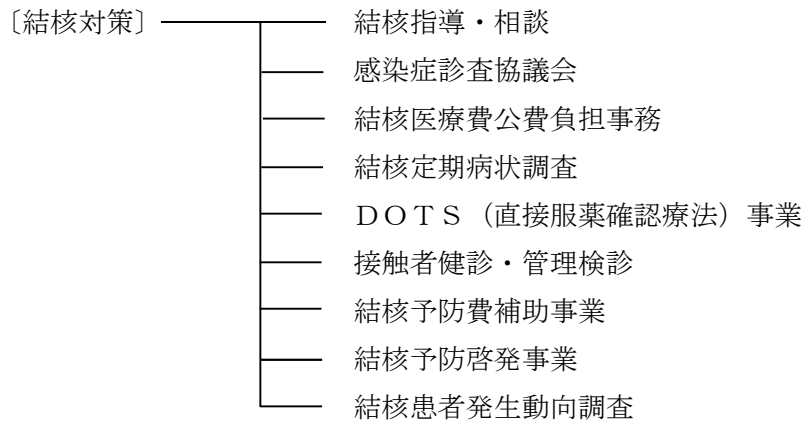 〔結核対策〕 結核指導・相談
感染症診査協議会
結核医療費公費負担事務
結核定期病状調査
ＤＯＴＳ（直接服薬確認療法）事業
接触者健診・管理検診
結核予防費補助事業
結核予防啓発事業
結核患者発生動向調査